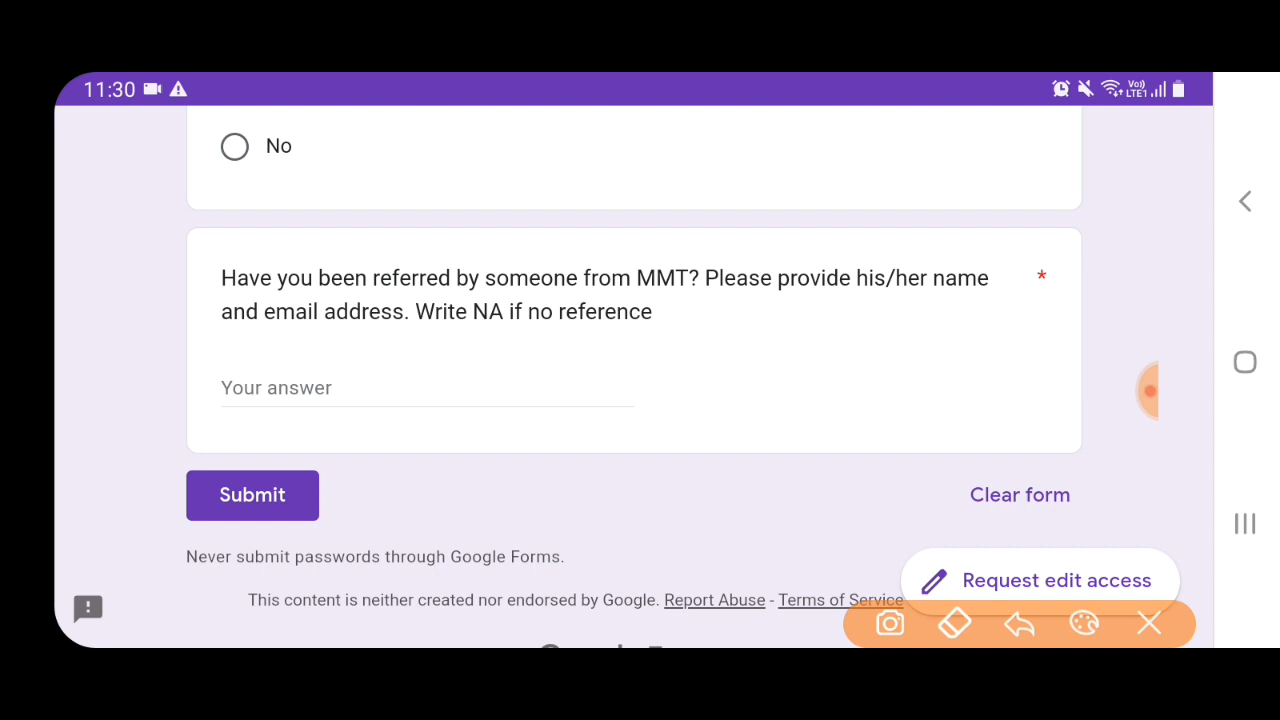 11:30
Vo))
LTE1
No
Have you been referred by someone from MMT? Please provide his/her name *
and email address. Write NA if no reference
Your answer
Submit
Clear form
Never submit passwords through Google Forms.
Request edit access
This content is neither created nor endorsed by Google. Report Abuse - Terms of Service